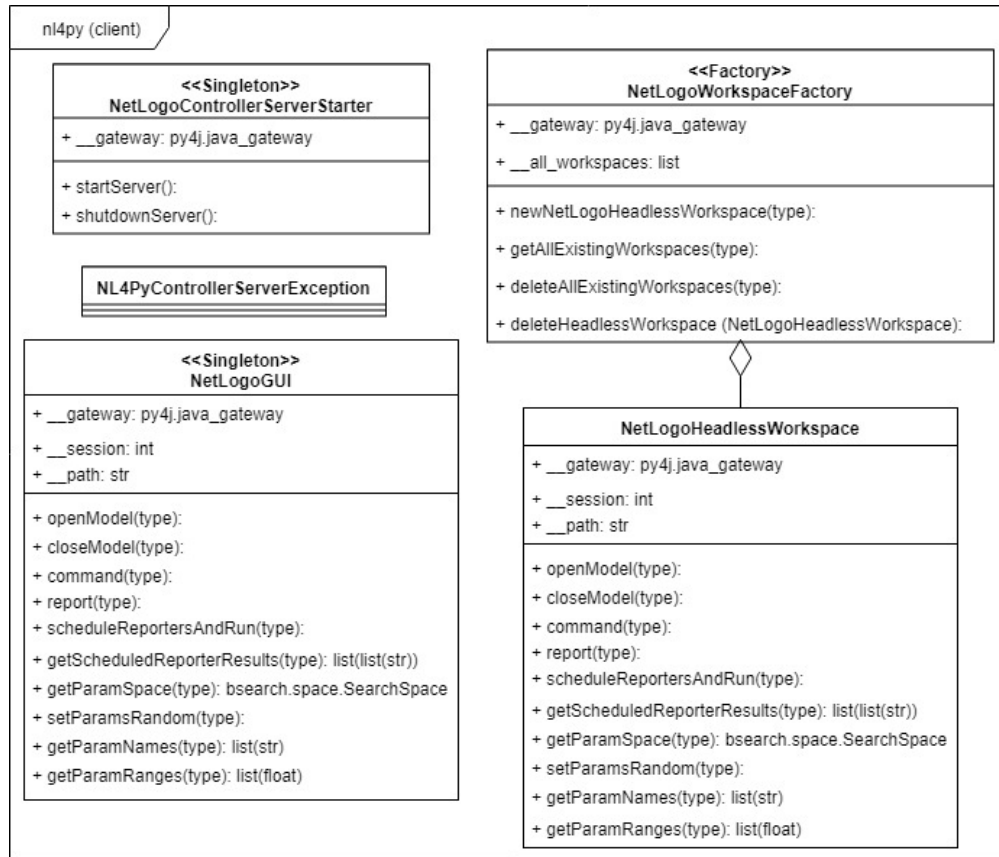 nl4py (client)
<<Singleton>>
NetLogoControllerServerStarter
+ __gateway: py4j.java_gateway
+ startServer():
+ shutdownServer():
NL4PyControllerServerException
<<Singleton>>
NetLogoGUI
+ __gateway: py4j.java_gateway
+ __session: int
+ __path: str
+ openModel(type):
+ closeModel(type):
+ command(type):
+ report(type):
+ scheduleReportersAndRun(type):
+ getScheduledReporterResults(type): list(list(str))
+ getParamSpace(type): bsearch.space.SearchSpace
+ setParamsRandom(type):
+ getParamNames(type): list(str)
+ getParamRanges(type): list(float)
<<Factory>>
NetLogoWorkspaceFactory
+ __gateway: py4j.java_gateway
+ __all_workspaces: list
+ newNetLogoHeadlessWorkspace(type):
+ getAllExistingWorkspaces(type):
+ deleteAllExistingWorkspaces(type):
+ deleteHeadlessWorkspace (NetLogoHeadlessWorkspace):
NetLogoHeadlessWorkspace
+ __gateway: py4j.java_gateway
+ __session: int
+ __path: str
+ openModel(type):
+ closeModel(type):
+ command(type):
+ report(type):
+ scheduleReportersAndRun(type):
+ getScheduledReporterResults(type): list(list(str))
+ getParamSpace(type): bsearch.space.SearchSpace
+ setParamsRandom(type):
+ getParamNames(type): list(str)
+ getParamRanges(type): list(float)